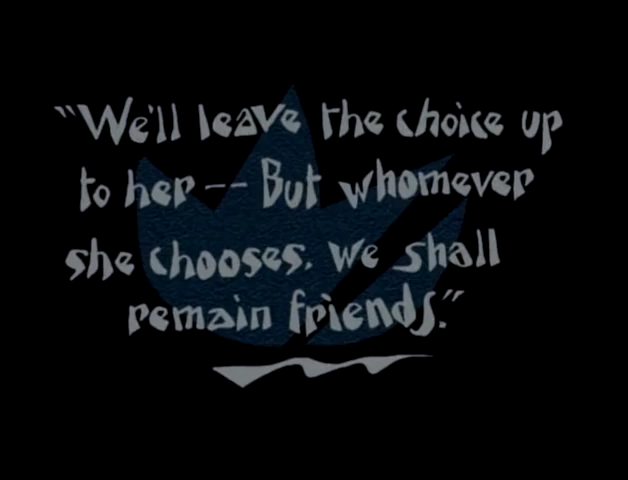 "We'll leave the choice up
to her -- But whomever
she chooses, we shall
remain friends."